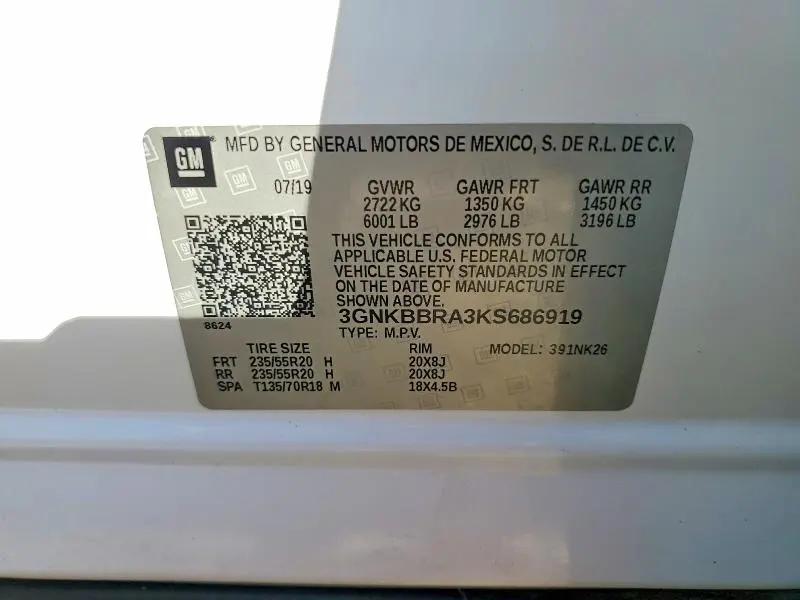 GM MFD BY GENERAL MOTORS DE MEXICO, S. DE R.L. DE C.V.
07/19 GVWR GAWR FRT GAWR RR
2722 KG 1350 KG 1450 KG
6001 LB 2976 LB 3196 LB
THIS VEHICLE CONFORMS TO ALL
APPLICABLE U.S. FEDERAL MOTOR
VEHICLE SAFETY STANDARDS IN EFFECT
ON THE DATE OF MANUFACTURE
SHOWN ABOVE.
3GNKBBRA3KS686919
8624 TYPE: M.P.V.
TIRE SIZE RIM MODEL: 391NK26
FRT 235/55R20 H 20X8J
RR 235/55R20 H 20X8J
SPA T135/70R18 M 18X4.5B